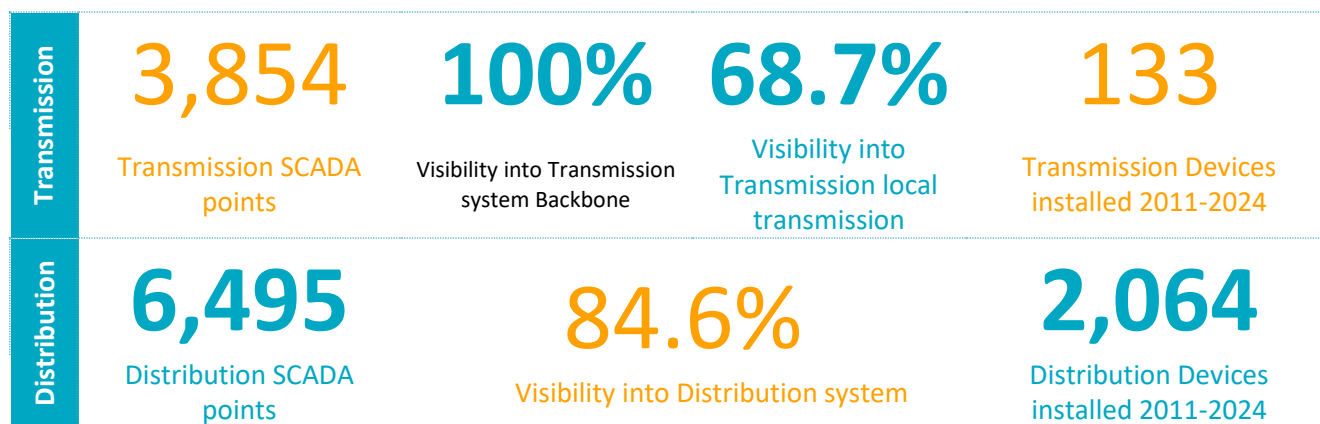 Transmission
3,854
Transmission SCADA
points
100%
Visibility into Transmission
system Backbone
68.7%
Visibility into
Transmission local
transmission
133
Transmission Devices
installed 2011-2024
Distribution
6,495
Distribution SCADA
points
84.6%
Visibility into Distribution system
2,064
Distribution Devices
installed 2011-2024